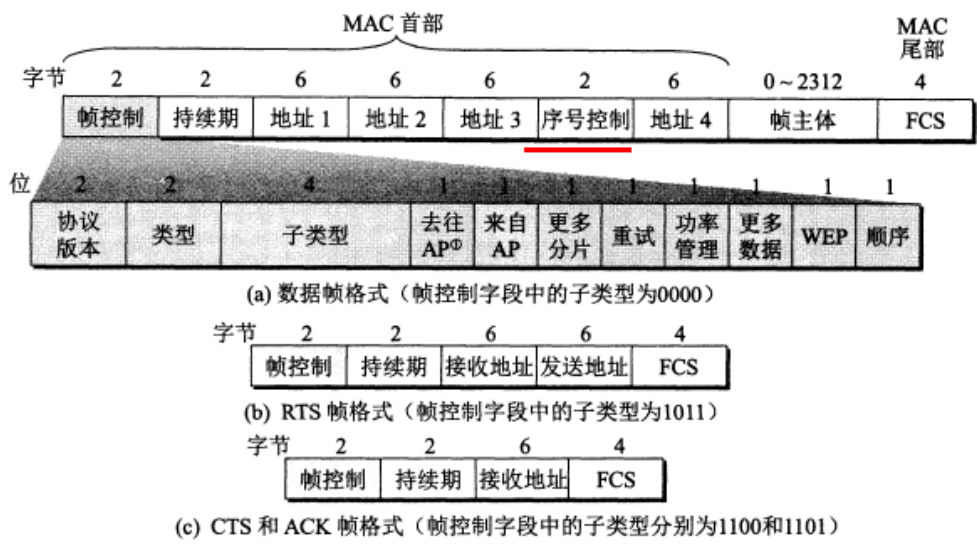 MAC 首部
MAC
尾部
字节 2 2 6 6 6 2 6 0~2312 4
帧控制 持续期 地址 1 地址 2 地址 3 序号控制 地址 4 帧主体 FCS
位 2 2 4 1 1 1 1 1 1 1 1
协议版本 类型 子类型 去往AP① 来自AP 更多分片 重试 功率管理 更多数据 WEP 顺序
(a) 数据帧格式（帧控制字段中的子类型为0000）
字节 2 2 6 6 4
帧控制 持续期 接收地址 发送地址 FCS
(b) RTS 帧格式（帧控制字段中的子类型为1011）
字节 2 2 6 4
帧控制 持续期 接收地址 FCS
(c) CTS 和 ACK 帧格式（帧控制字段中的子类型分别为1100和1101）